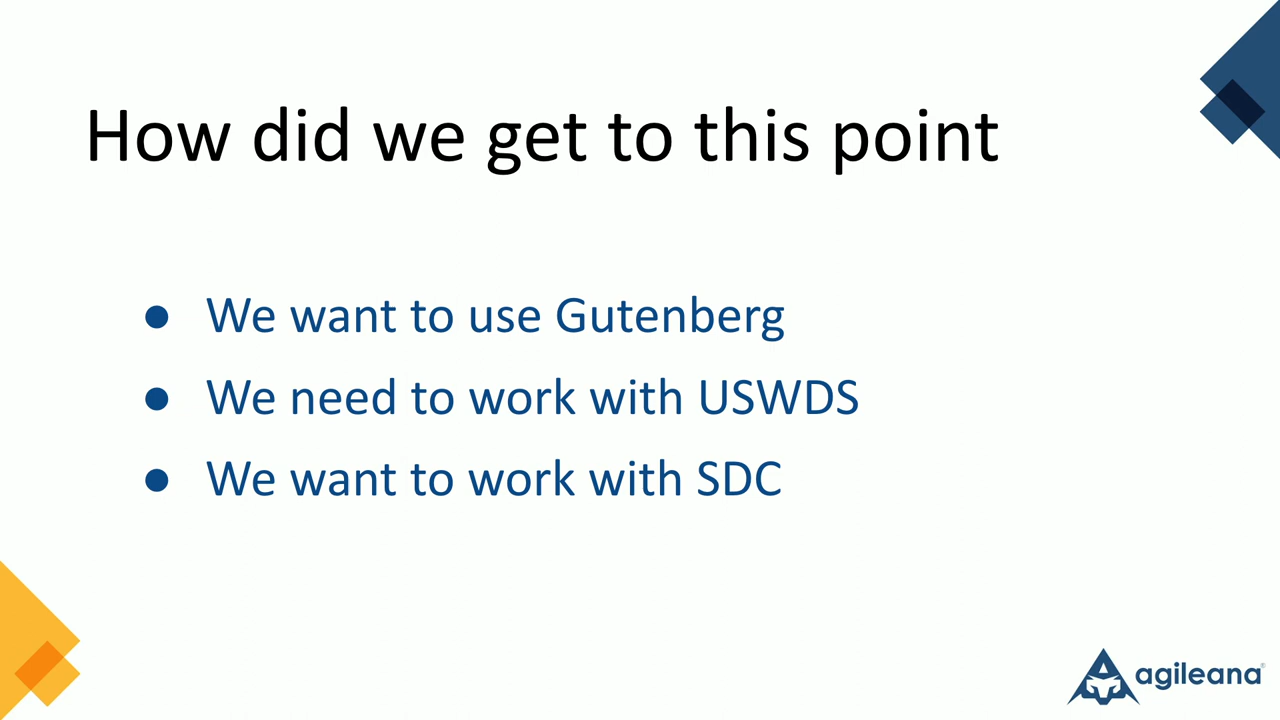 How did we get to this point
● We want to use Gutenberg
● We need to work with USWDS
● We want to work with SDC
agileana®